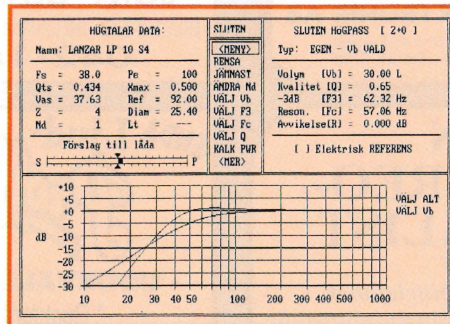 HÖGTALAR DATA:
Namn: LANZAR LP 10 S4
Fs = 38.0 Pe = 100
Qts = 0.434 Xmax = 0.500
Vas = 37.63 Ref = 92.00
Z = 4 Diam = 25.40
Nd = 1 Lt = ---
Förslag till låda
S P
SLUTEN
<MENY>
RENSA
JÄMNAST
ÄNDRA Nd
VÄLJ Vb
VÄLJ F3
VÄLJ Fc
VÄLJ Q
KALK PWR
<MER>
SLUTEN HöGPASS [ 2+0 ]
Typ: EGEN - Vb VALD
Volym [Vb] = 30.00 L
Kvalitet [Q] = 0.65
-3dB [F3] = 62.32 Hz
Reson. [Fc] = 57.06 Hz
Avvikelse[R] = 0.000 dB
[ ] Elektrisk REFERENS
+10
+5
+0
-5
dB -10
-15
-20
-25
-30
10 20 30 40 50 100 200 300 400 500 1000
VALJ ALT
VALJ Vb